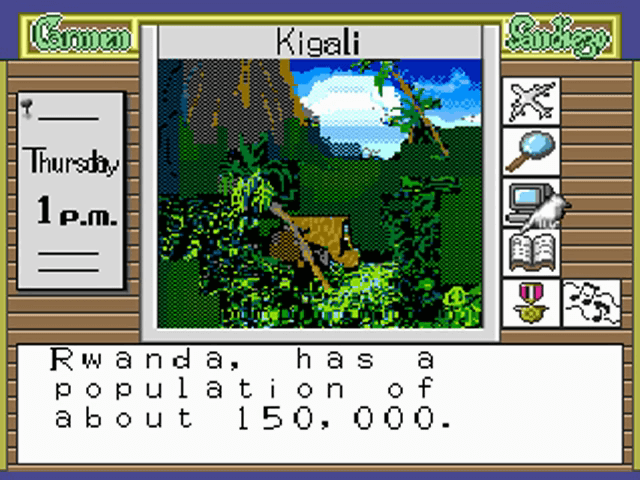 Carmen
Sandiego
Kigali
Thursday
1 p.m.
Rwanda, has a
population of
about 150,000.